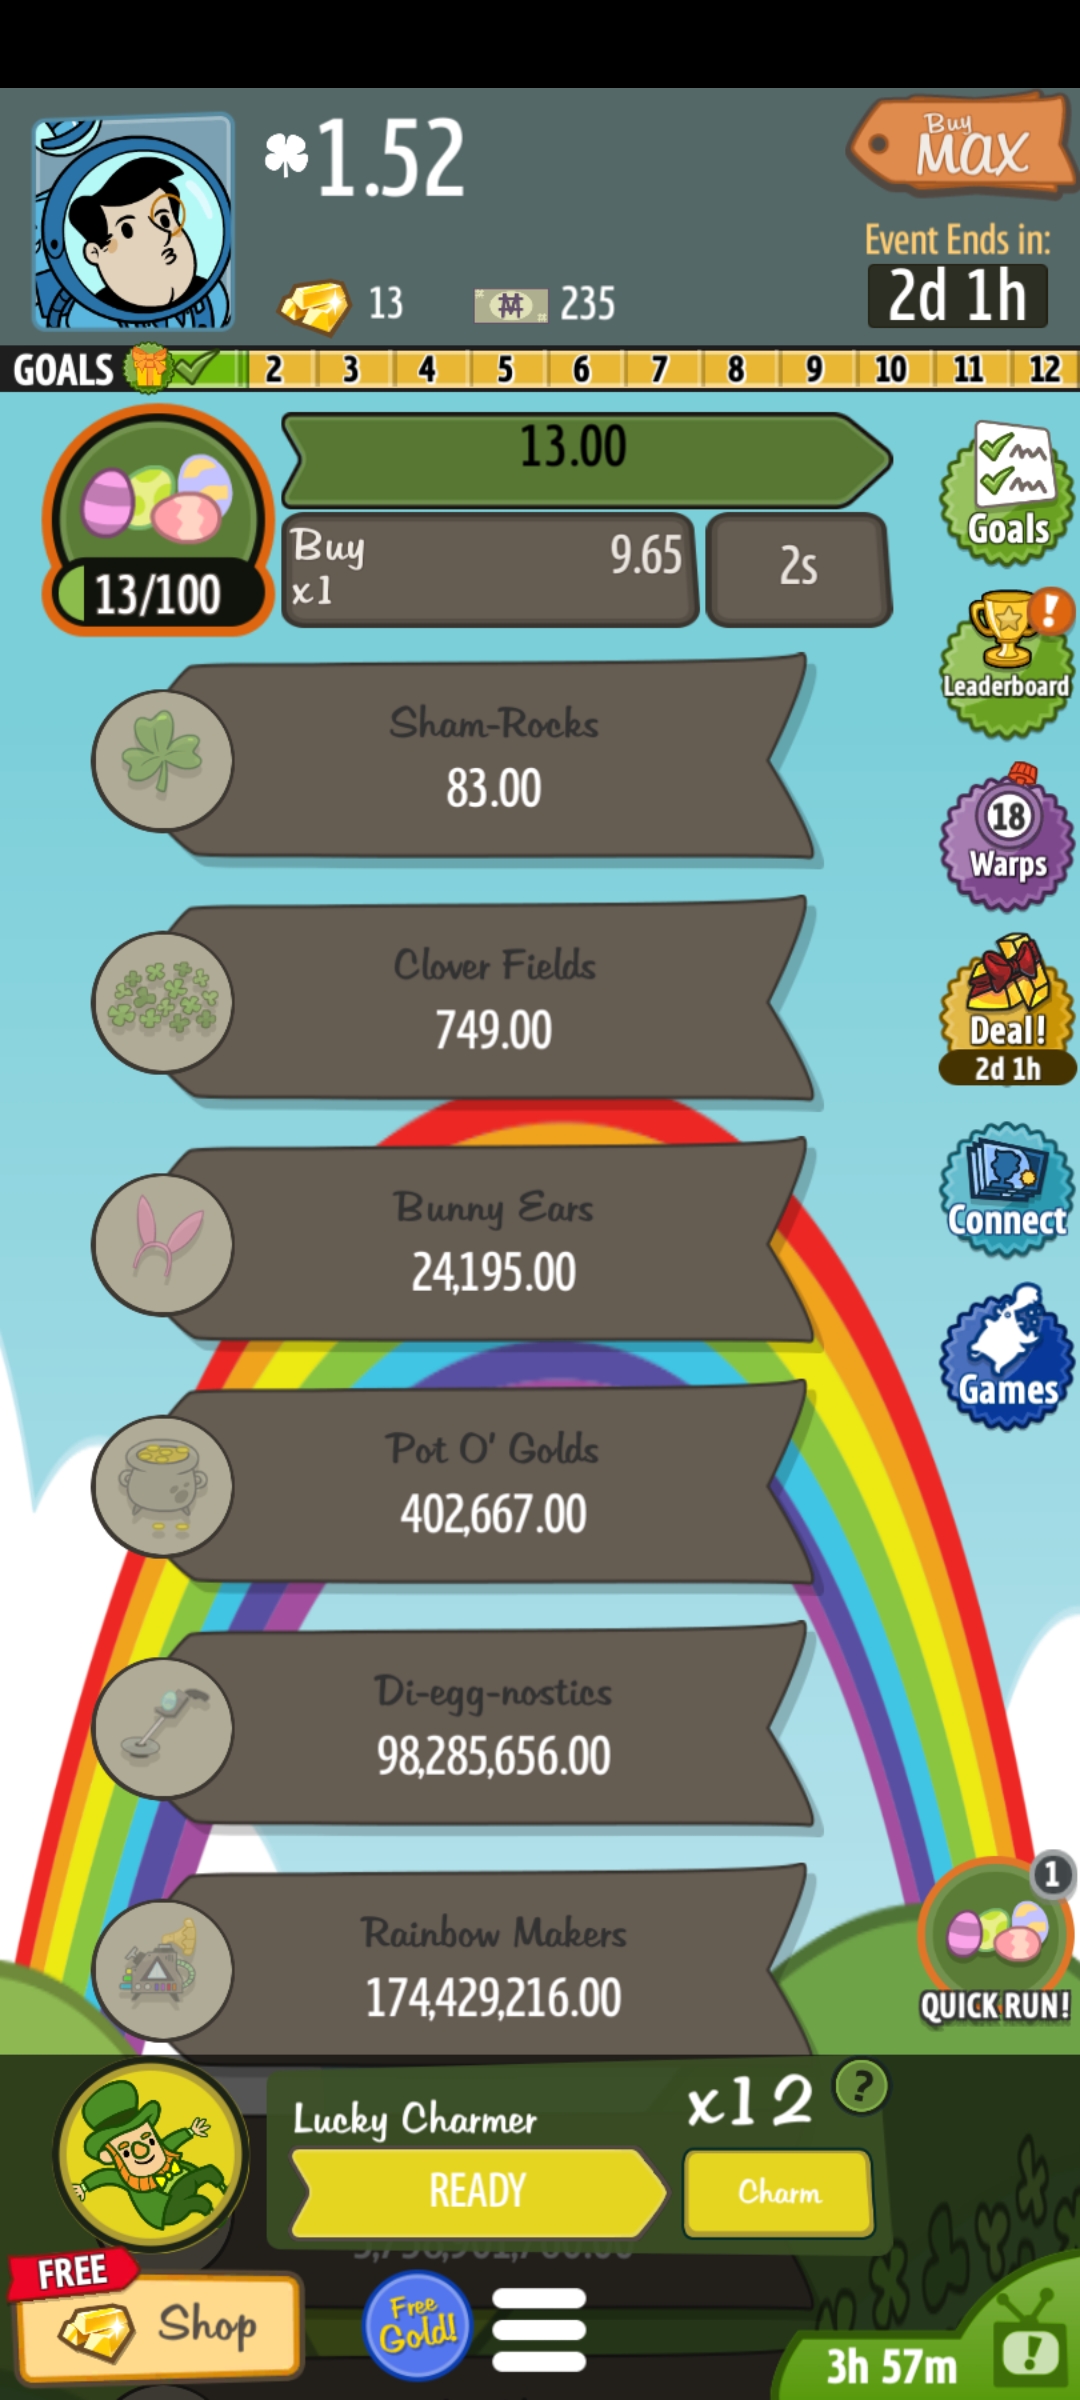 1.52
Buy
MAX
Event Ends in:
2d 1h
13
235
GOALS 2 3 4 5 6 7 8 9 10 11 12
13.00
13/100
Buy
x1
9.65
2s
Goals
Leaderboard
Sham-Rocks
83.00
18
Warps
Clover Fields
749.00
Deal!
2d 1h
Bunny Ears
24,195.00
Connect
Games
Pot O' Golds
402,667.00
Di-egg-nostics
98,285,656.00
Rainbow Makers
174,429,216.00
1
QUICK RUN!
Lucky Charmer
x12
?
READY
Charm
FREE
Shop
Free
Gold!
3h 57m